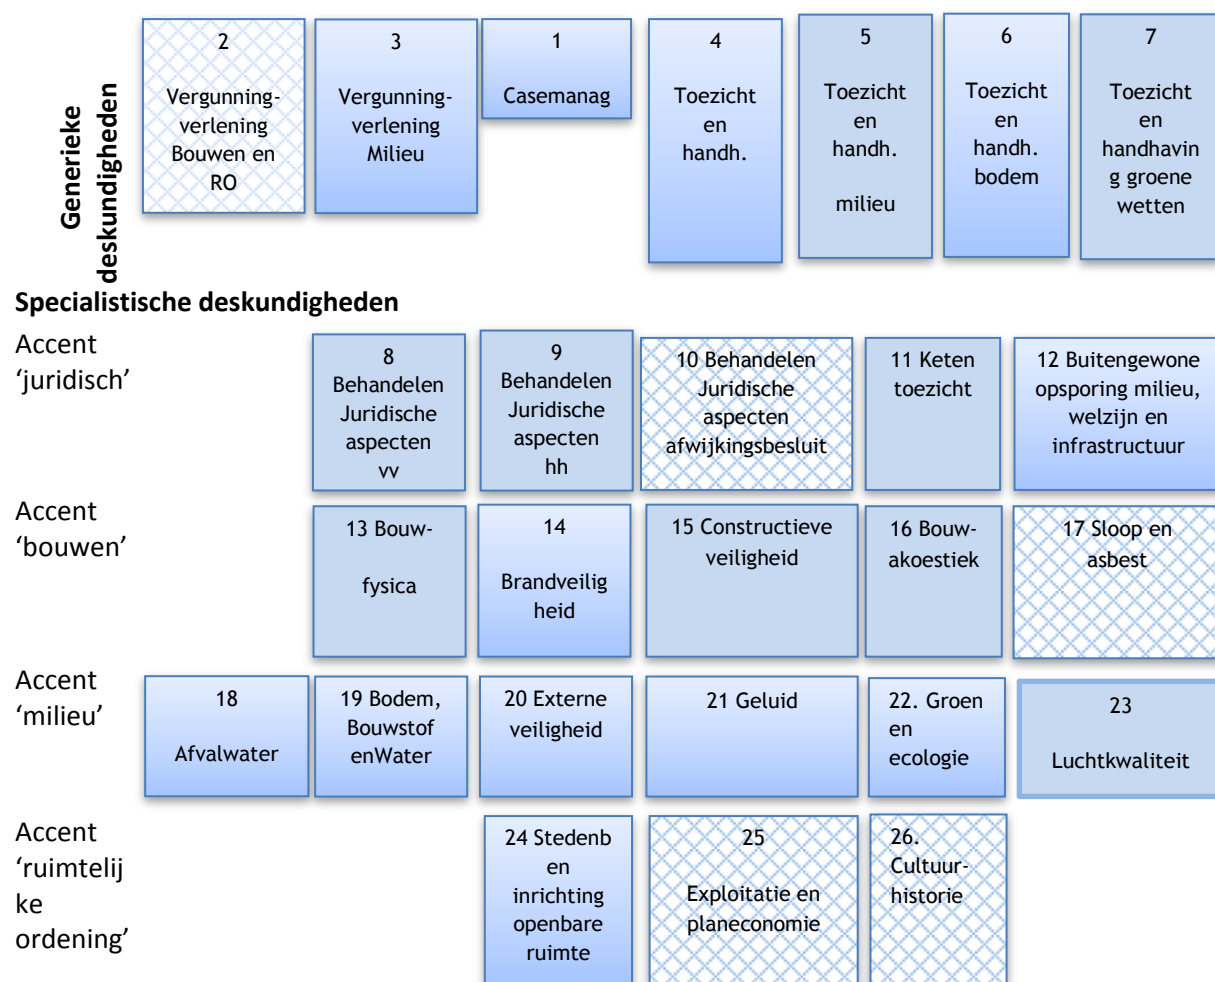 Generieke
deskundigheden
2
Vergunning-
verlening
Bouwen en
RO
3
Vergunning-
verlening
Milieu
1
Casemanag
4
Toezicht
en
handh.
5
Toezicht
en
handh.
milieu
6
Toezicht
en
handh.
bodem
7
Toezicht
en
handhavin
g groene
wetten
Specialistische deskundigheden
Accent
‘juridisch’
8
Behandelen
Juridische
aspecten
vv
9
Behandelen
Juridische
aspecten
hh
10 Behandelen
Juridische
aspecten
afwijkingsbesluit
11 Keten
toezicht
12 Buitengewone
opsporing milieu,
welzijn en
infrastructuur
Accent
‘bouwen’
13 Bouw-
fysica
14
Brandveilig
heid
15 Constructieve
veiligheid
16 Bouw-
akoestiek
17 Sloop en
asbest
Accent
‘milieu’
18
Afvalwater
19 Bodem,
Bouwstof
enWater
20 Externe
veiligheid
21 Geluid
22. Groen
en
ecologie
23
Luchtkwaliteit
Accent
‘ruimtelij
ke
ordening’
24 Stedenb
en
inrichting
openbare
ruimte
25
Exploitatie en
planeconomie
26.
Cultuur-
historie